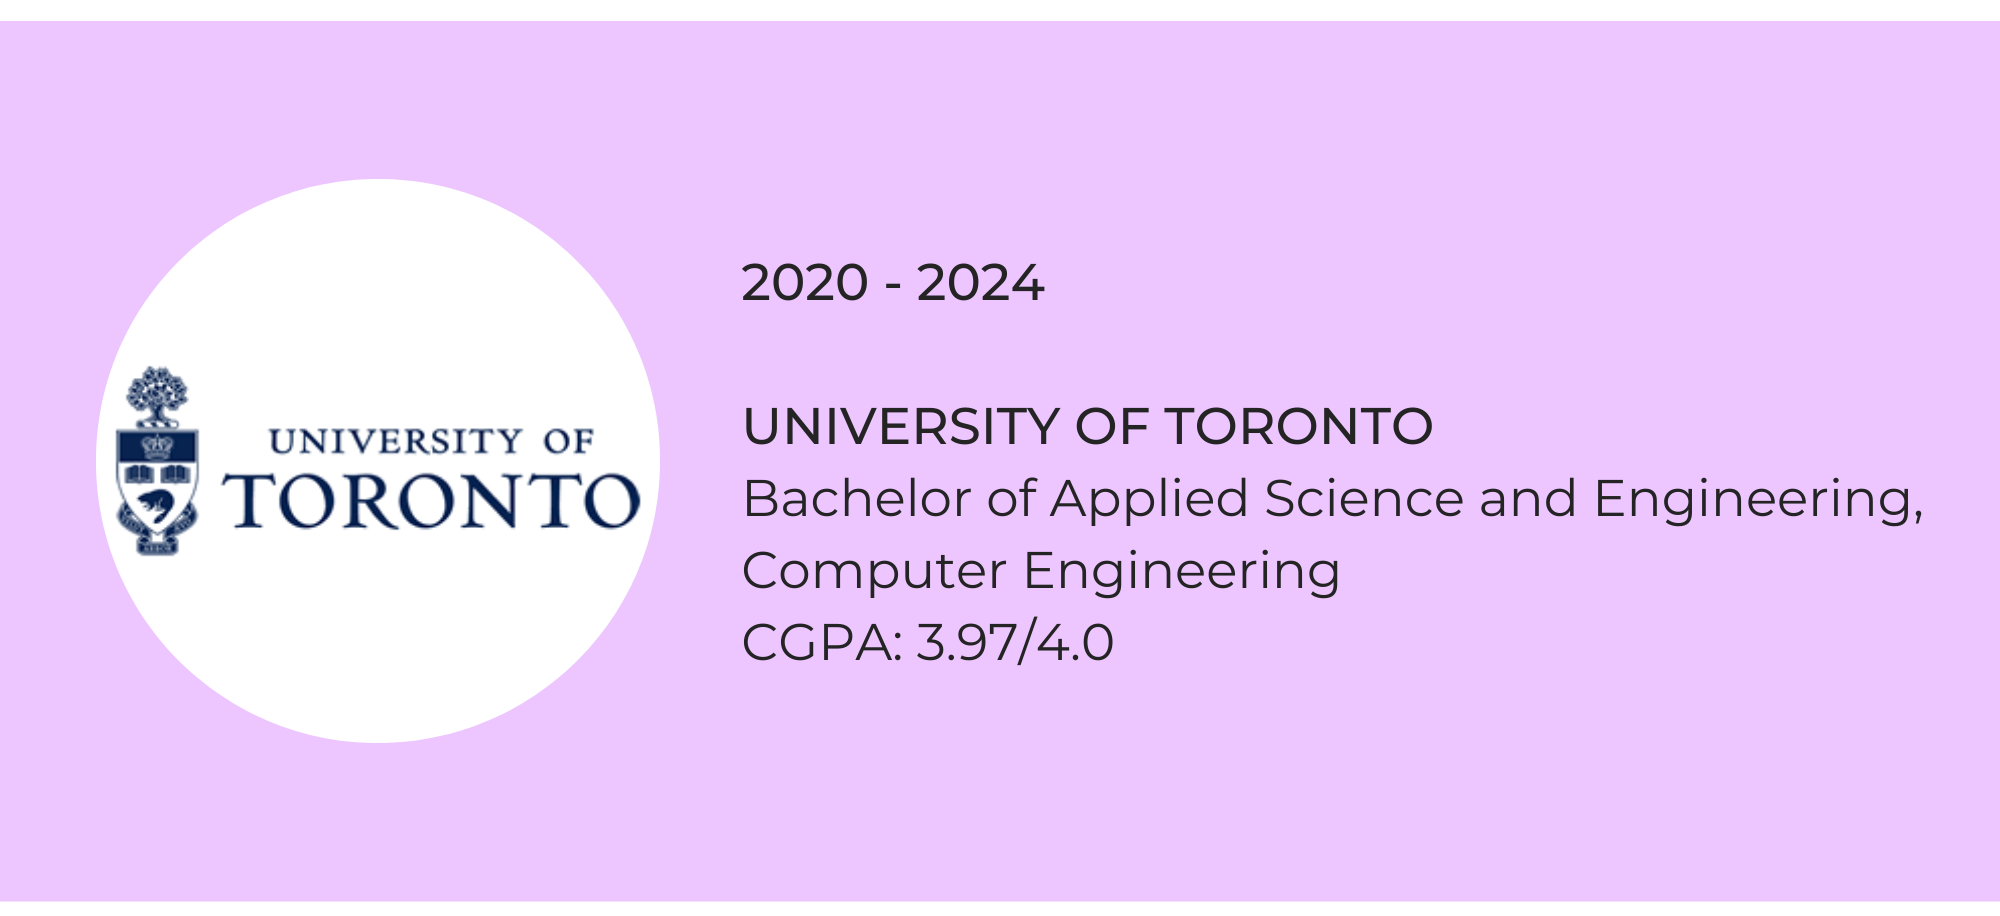 UNIVERSITY OF
TORONTO
2020 - 2024
UNIVERSITY OF TORONTO
Bachelor of Applied Science and Engineering,
Computer Engineering
CGPA: 3.97/4.0